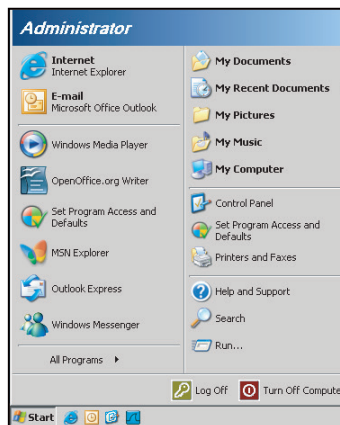 Administrator
Internet
Internet Explorer
E-mail
Microsoft Office Outlook
Windows Media Player
OpenOffice.org Writer
Set Program Access and
Defaults
MSN Explorer
Outlook Express
Windows Messenger
All Programs
My Documents
My Recent Documents
My Pictures
My Music
My Computer
Control Panel
Set Program Access and
Defaults
Printers and Faxes
Help and Support
Search
Run...
Log Off
Turn Off Compute
Start